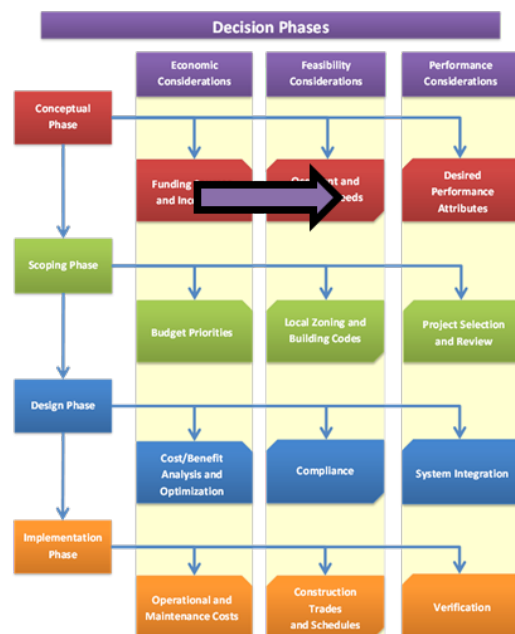 Decision Phases
Economic
Considerations
Feasibility
Considerations
Performance
Considerations
Conceptual
Phase
Funding
and
and
Desired
Performance
Attributes
Scoping Phase
Budget Priorities
Local Zoning and
Building Codes
Project Selection
and Review
Design Phase
Cost/Benefit
Analysis and
Optimization
Compliance
System Integration
Implementation
Phase
Operational and
Maintenance Costs
Construction
Trades
and Schedules
Verification